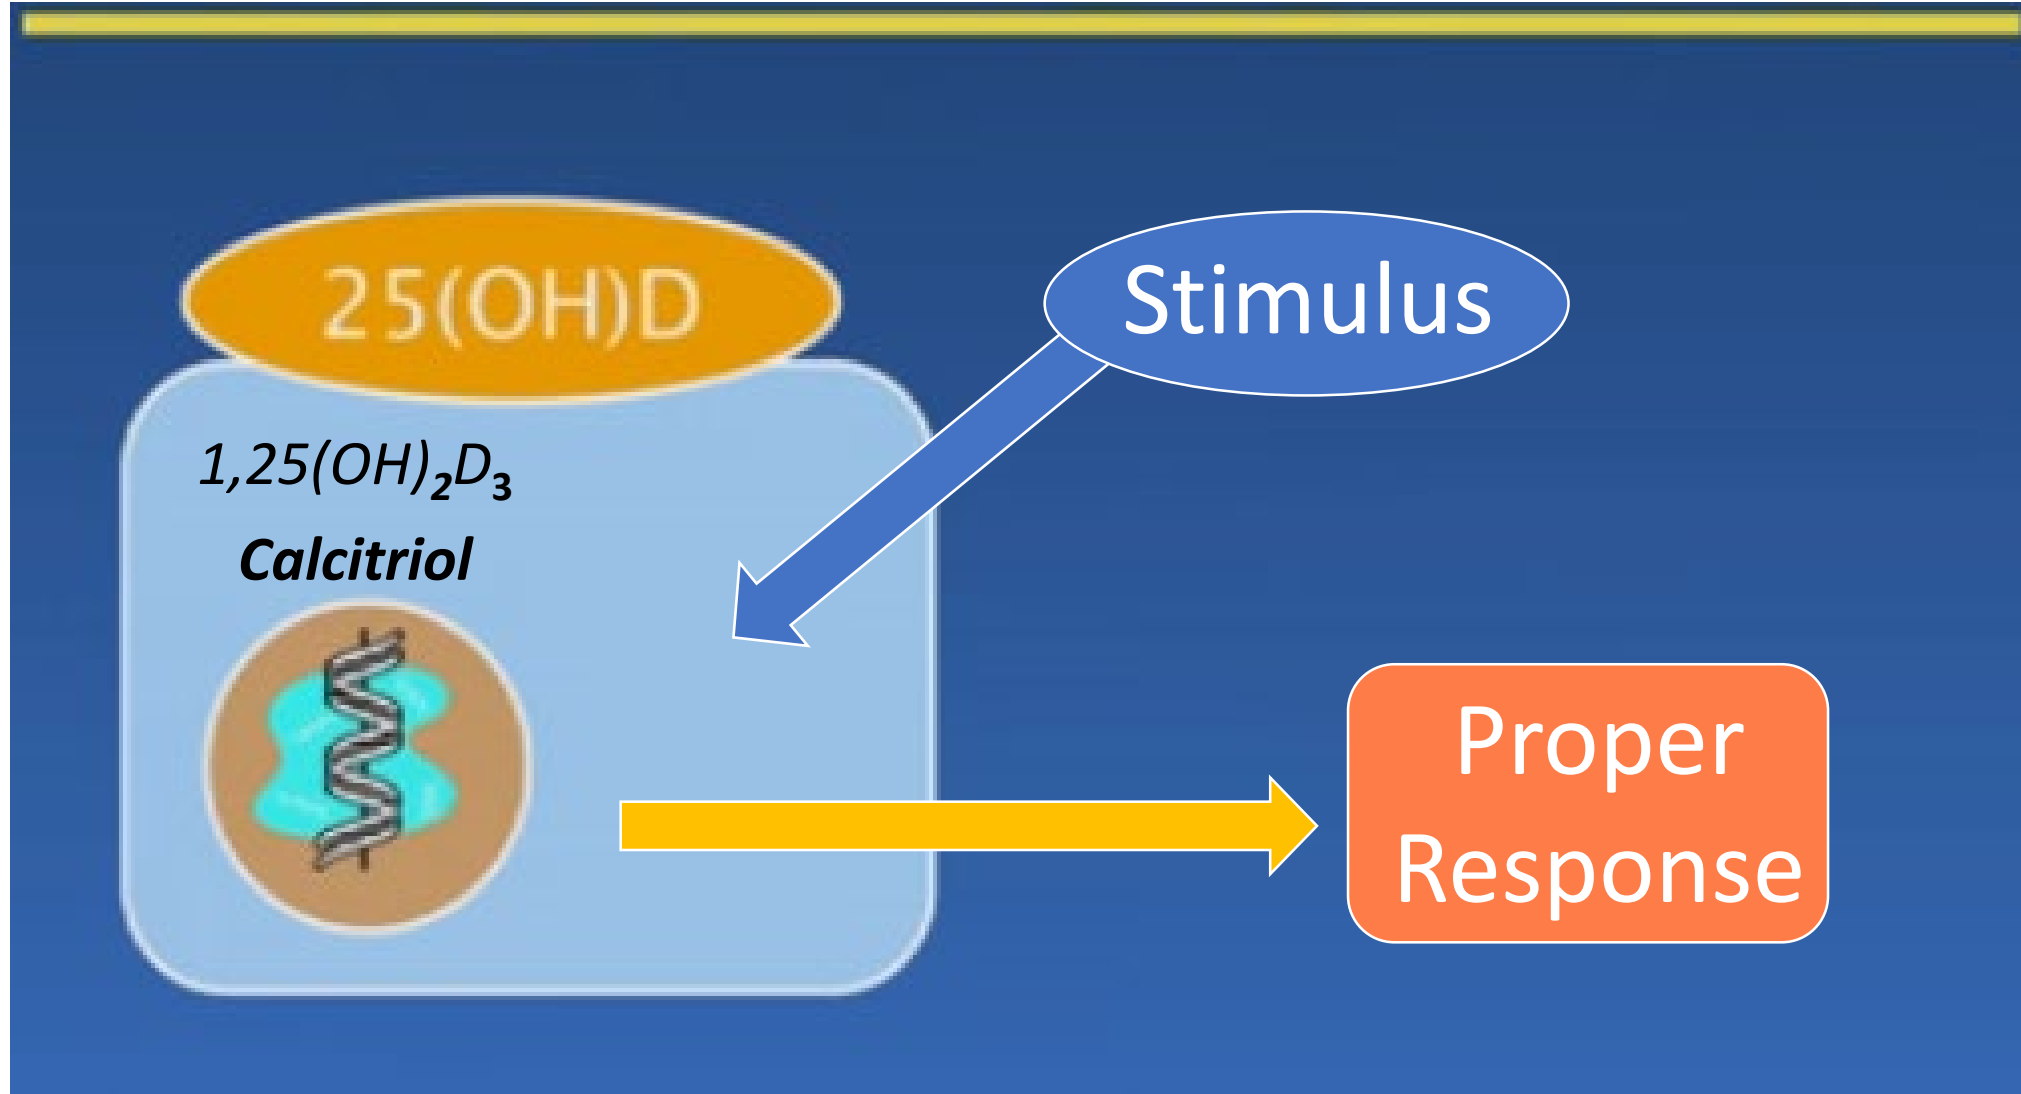 25(OH)D
Stimulus
1,25(OH)₂D₃
Calcitriol
Proper
Response